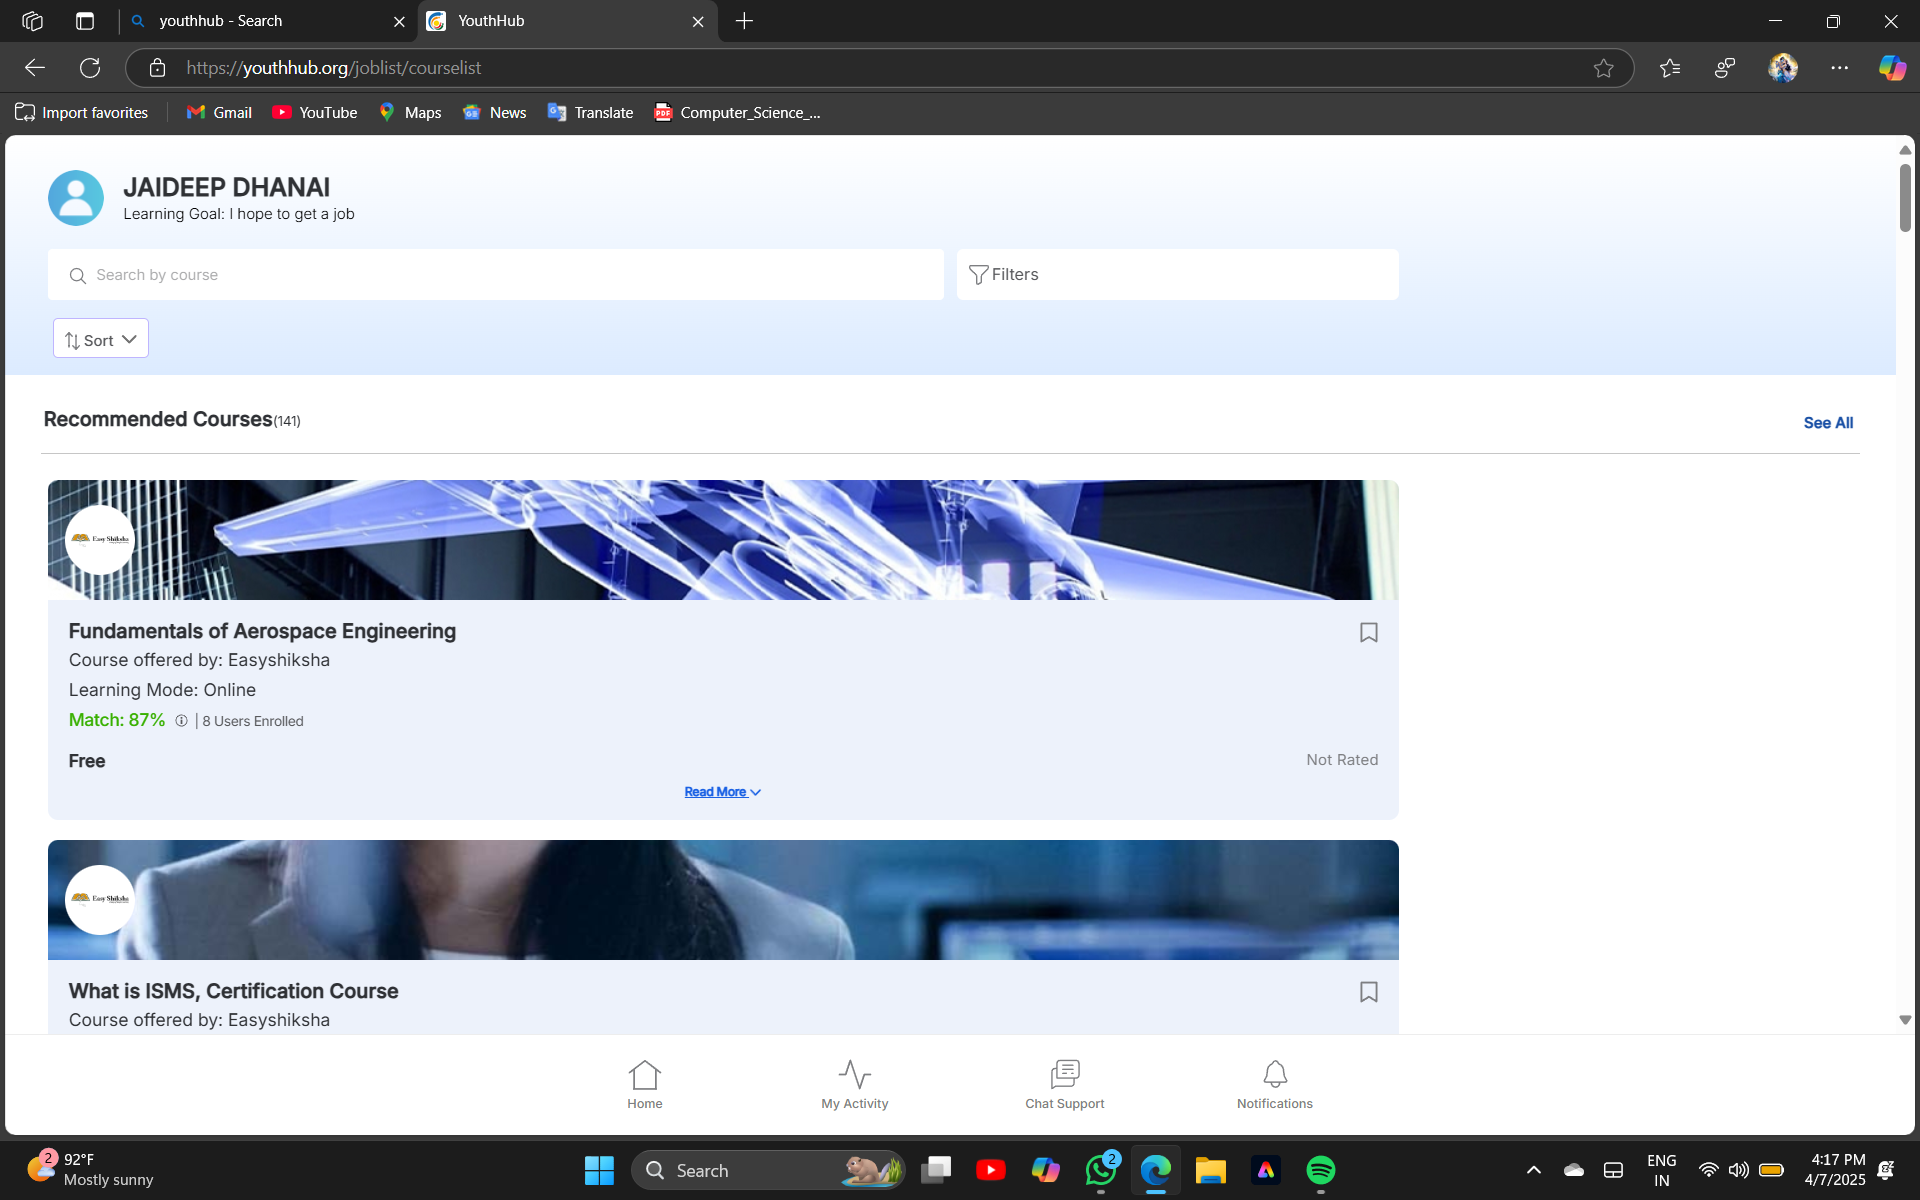 youthhub - Search
YouthHub
https://youthhub.org/joblist/courselist
Import favorites
Gmail
YouTube
Maps
News
Translate
Computer_Science_...
JAIDEEP DHANAI
Learning Goal: I hope to get a job
Search by course
Filters
Sort
Recommended Courses(141)
See All
Easy Shiksha
Fundamentals of Aerospace Engineering
Course offered by: Easyshiksha
Learning Mode: Online
Match: 87% | 8 Users Enrolled
Free
Not Rated
Read More
Easy Shiksha
What is ISMS, Certification Course
Course offered by: Easyshiksha
Home
My Activity
Chat Support
Notifications
2
92°F
Mostly sunny
Search
2
ENG
IN
4:17 PM
4/7/2025